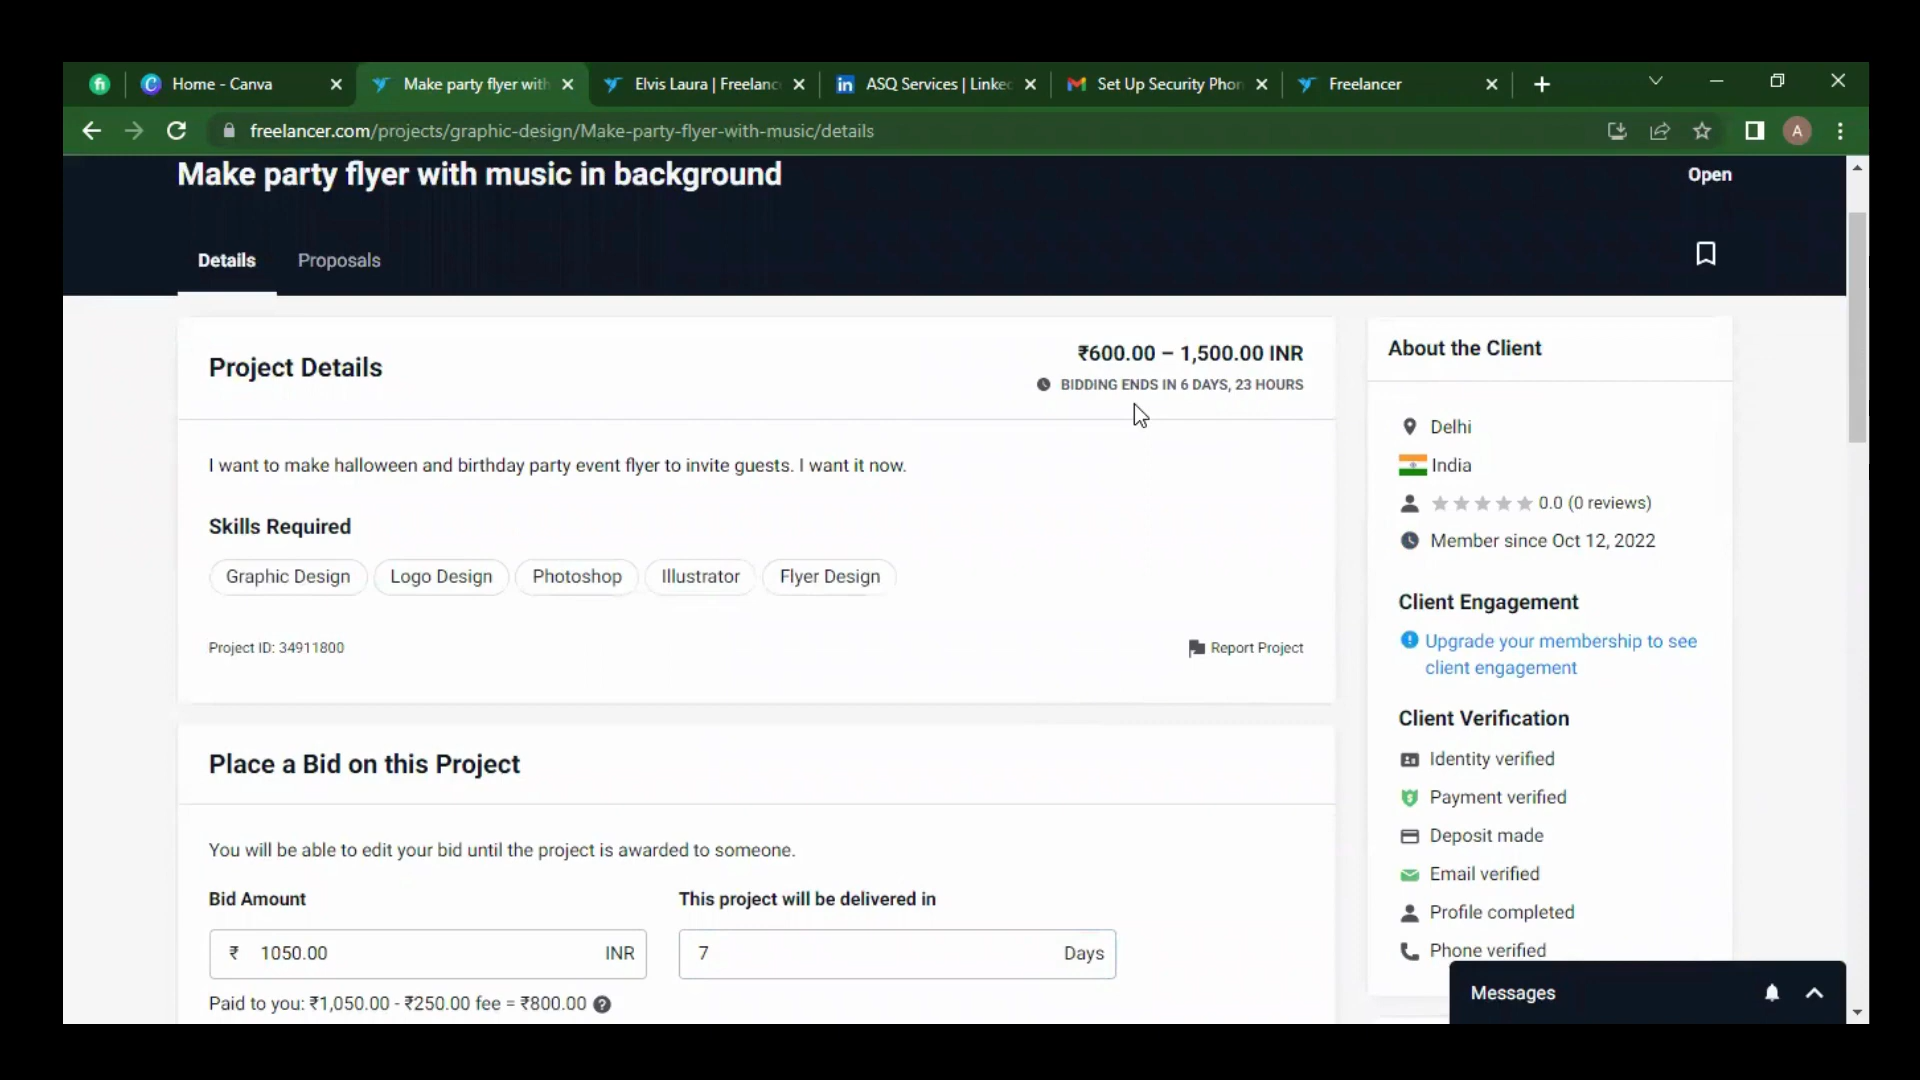 Home - Canva
Make party flyer with
Elvis Laura | Freelanc
in ASQ Services | Linke
Set Up Security Phon
Freelancer
freelancer.com/projects/graphic-design/Make-party-flyer-with-music/details
A
Make party flyer with music in background
Open
Details
Proposals
Project Details
₹600.00 – 1,500.00 INR
BIDDING ENDS IN 6 DAYS, 23 HOURS
I want to make halloween and birthday party event flyer to invite guests. I want it now.
Skills Required
Graphic Design
Logo Design
Photoshop
Illustrator
Flyer Design
Project ID: 34911800
Report Project
Place a Bid on this Project
You will be able to edit your bid until the project is awarded to someone.
Bid Amount
This project will be delivered in
₹ 1050.00 INR
7 Days
Paid to you: ₹1,050.00 - ₹250.00 fee = ₹800.00
About the Client
Delhi
India
0.0 (0 reviews)
Member since Oct 12, 2022
Client Engagement
Upgrade your membership to see
client engagement
Client Verification
Identity verified
Payment verified
Deposit made
Email verified
Profile completed
Phone verified
Messages